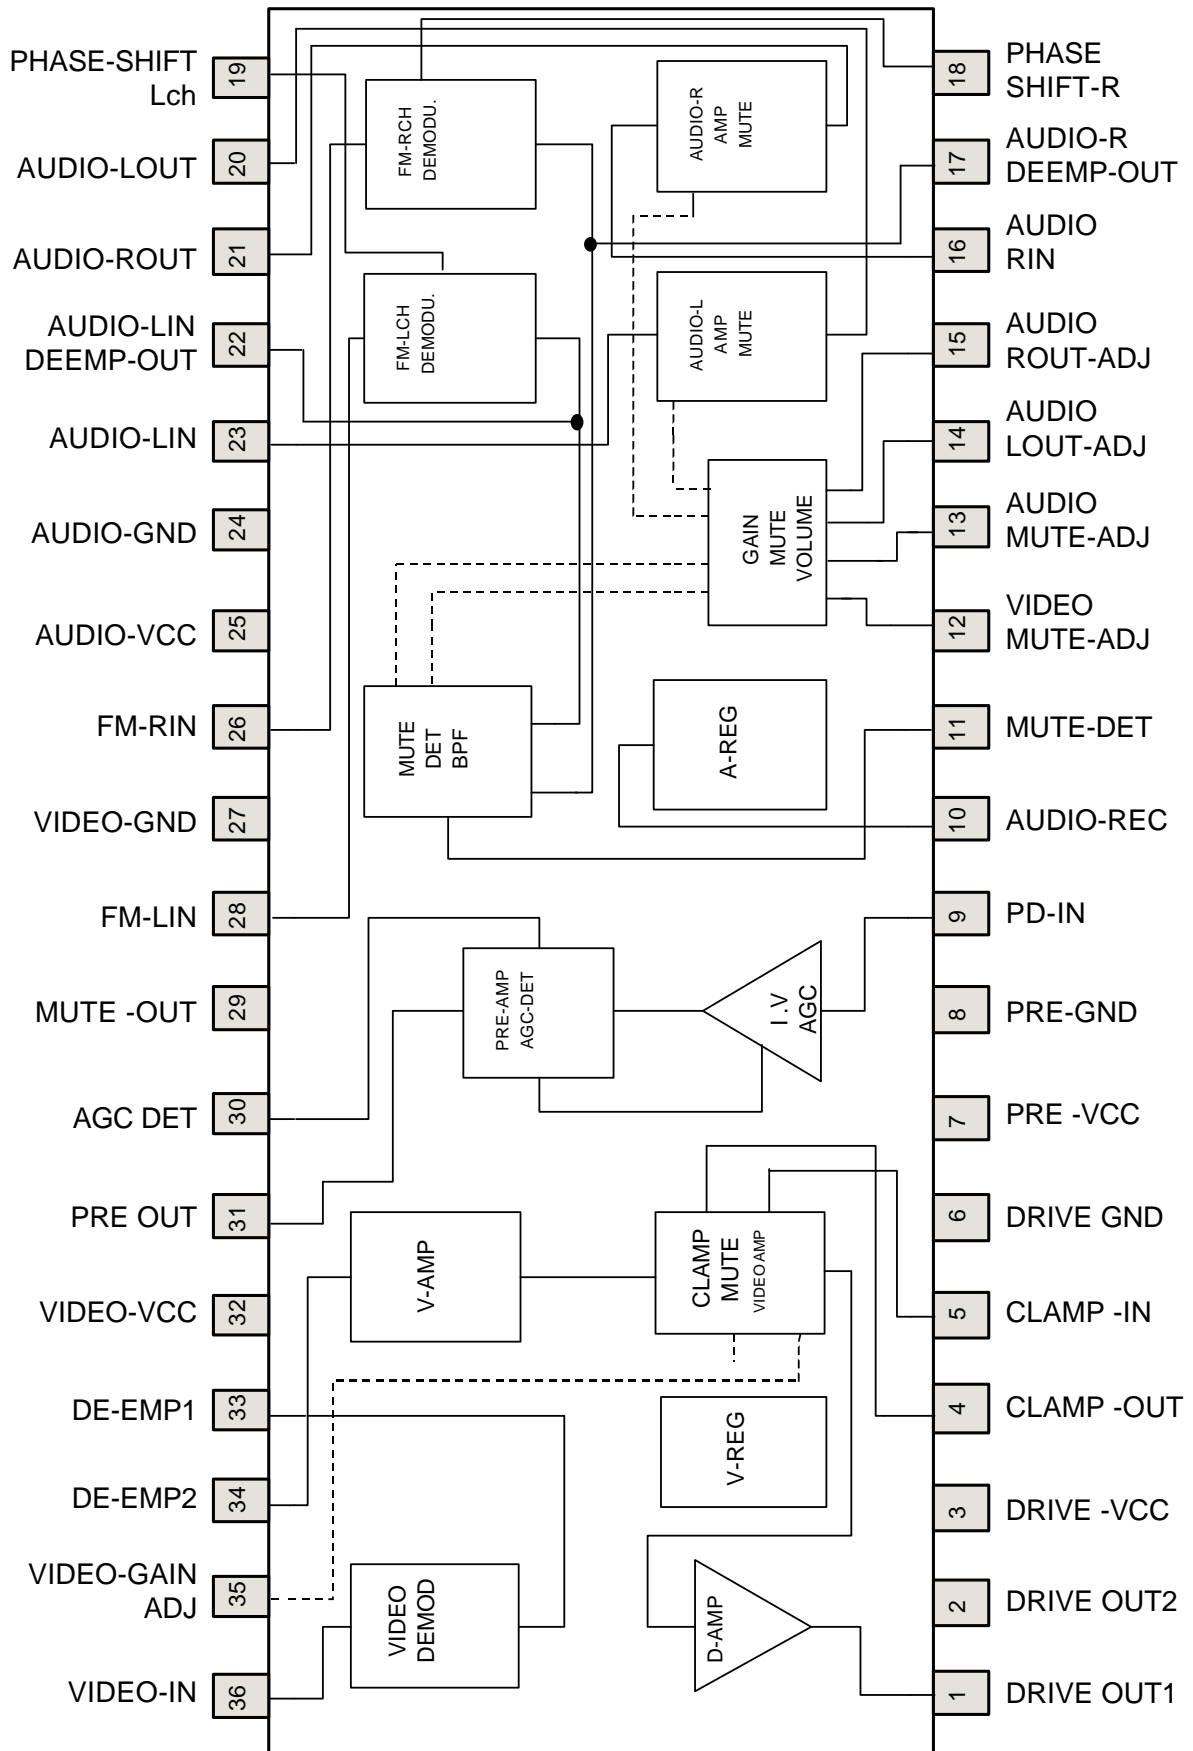 PHASE-SHIFT
Lch
19
AUDIO-LOUT
20
AUDIO-ROUT
21
AUDIO-LIN
DEEMP-OUT
22
AUDIO-LIN
23
AUDIO-GND
24
AUDIO-VCC
25
FM-RIN
26
VIDEO-GND
27
FM-LIN
28
MUTE -OUT
29
AGC DET
30
PRE OUT
31
VIDEO-VCC
32
DE-EMP1
33
DE-EMP2
34
VIDEO-GAIN
ADJ
35
VIDEO-IN
36
FM-RCH
DEMODU.
AUDIO-R
AMP
MUTE
FM-LCH
DEMODU.
AUDIO-L
AMP
MUTE
GAIN
MUTE
VOLUME
MUTE
DET
BPF
A-REG
PRE-AMP
AGC-DET
I .V
AGC
V-AMP
CLAMP
MUTE
VIDEO AMP
V-REG
VIDEO
DEMOD
D-AMP
18
PHASE
SHIFT-R
17
AUDIO-R
DEEMP-OUT
16
AUDIO
RIN
15
AUDIO
ROUT-ADJ
14
AUDIO
LOUT-ADJ
13
AUDIO
MUTE-ADJ
12
VIDEO
MUTE-ADJ
11
MUTE-DET
10
AUDIO-REC
9
PD-IN
8
PRE-GND
7
PRE -VCC
6
DRIVE GND
5
CLAMP -IN
4
CLAMP -OUT
3
DRIVE -VCC
2
DRIVE OUT2
1
DRIVE OUT1